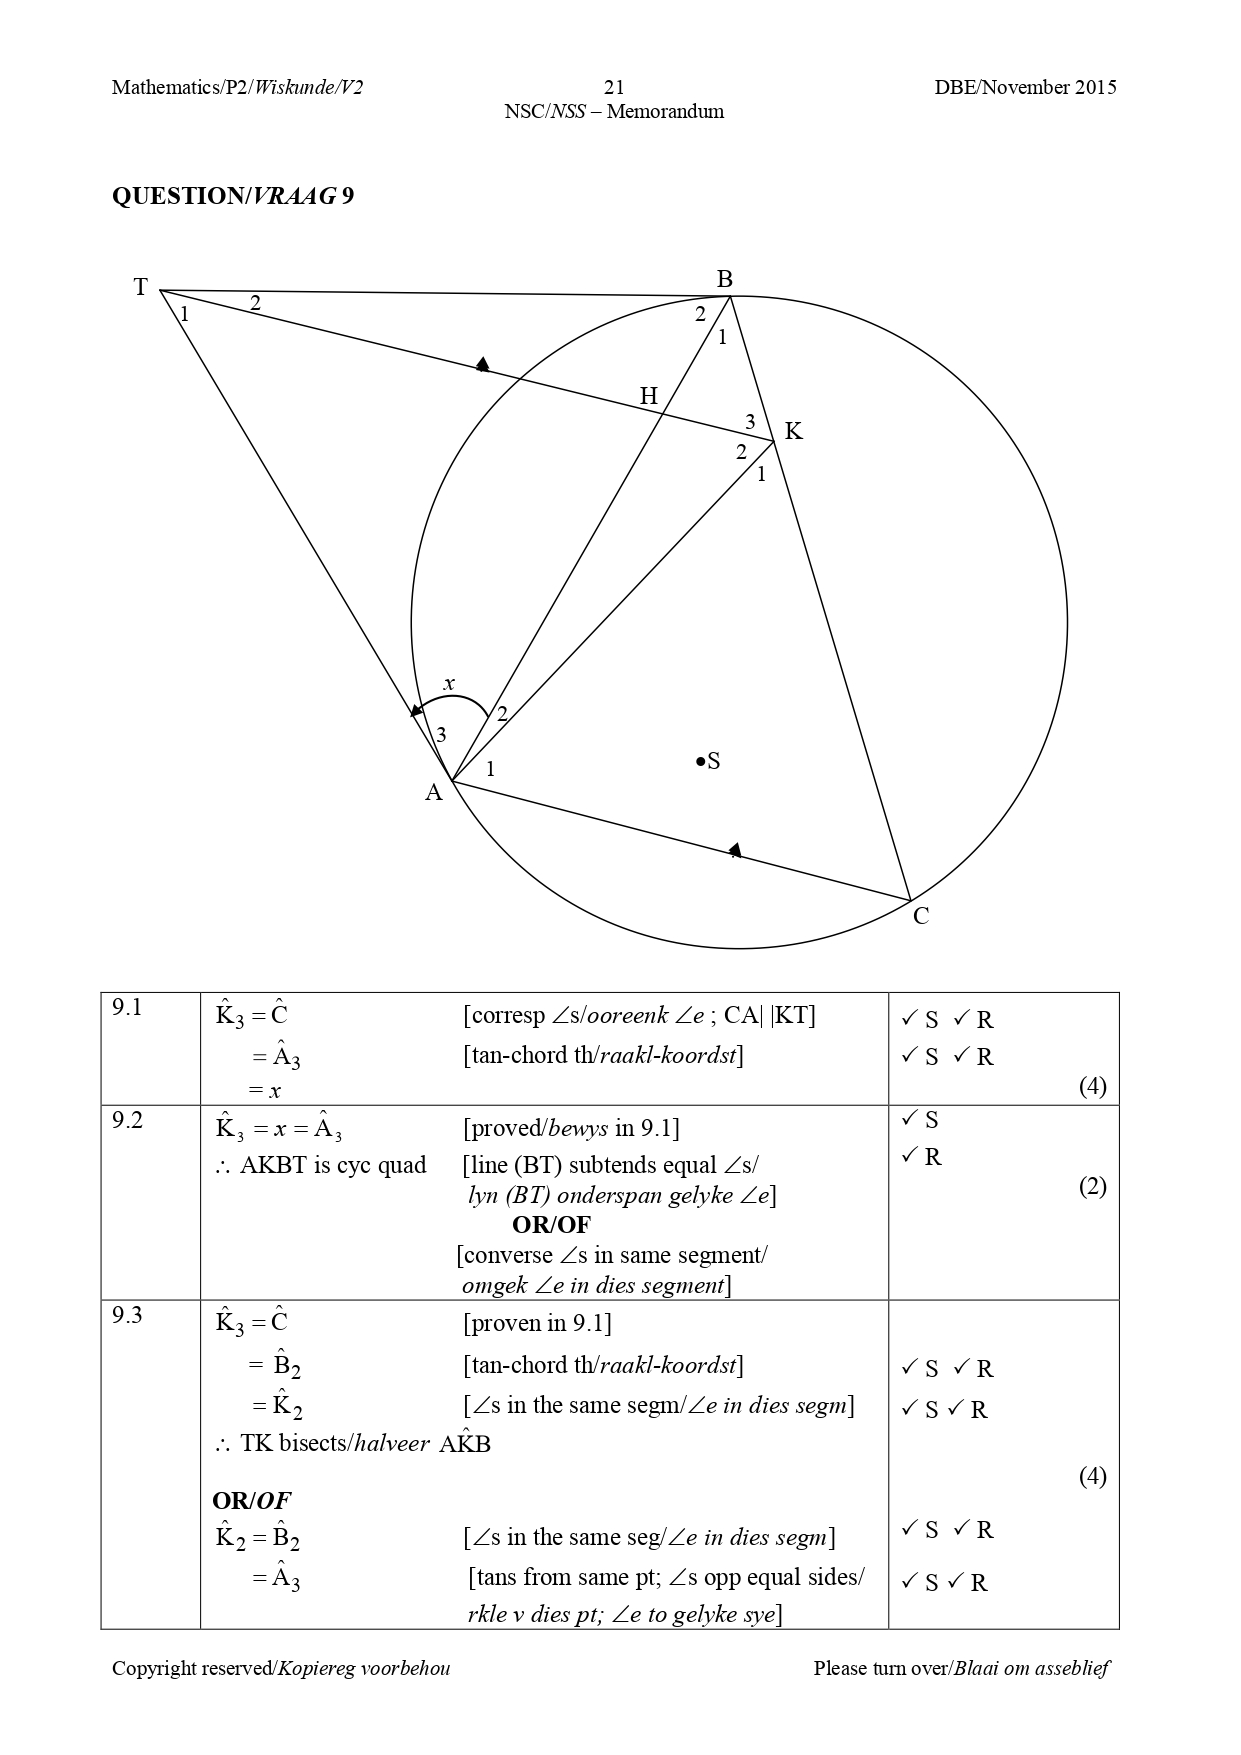 Mathematics/P2/Wiskunde/V2 21 DBE/November 2015
NSC/NSS – Memorandum
QUESTION/VRAAG 9
T
B
2
1
2
1
H
3
K
2
1
x
2
3
1
S
A
C
9.1 K̂₃ = Ĉ [corresp ∠s/ooreenk ∠e ; CA| |KT] ✓ S ✓ R
= Â₃ [tan-chord th/raakl-koordst] ✓ S ✓ R
= x (4)
9.2 K̂₃ = x = Â₃ [proved/bewys in 9.1] ✓ S
∴ AKBT is cyc quad [line (BT) subtends equal ∠s/ ✓ R
lyn (BT) onderspan gelyke ∠e] (2)
OR/OF
[converse ∠s in same segment/
omgek ∠e in dies segment]
9.3 K̂₃ = Ĉ [proven in 9.1]
= B̂₂ [tan-chord th/raakl-koordst] ✓ S ✓ R
= K̂₂ [∠s in the same segm/∠e in dies segm] ✓ S ✓ R
∴ TK bisects/halveer AK̂B
(4)
OR/OF
K̂₂ = B̂₂ [∠s in the same seg/∠e in dies segm] ✓ S ✓ R
= Â₃ [tans from same pt; ∠s opp equal sides/ ✓ S ✓ R
rkle v dies pt; ∠e to gelyke sye]
Copyright reserved/Kopiereg voorbehou Please turn over/Blaai om asseblief